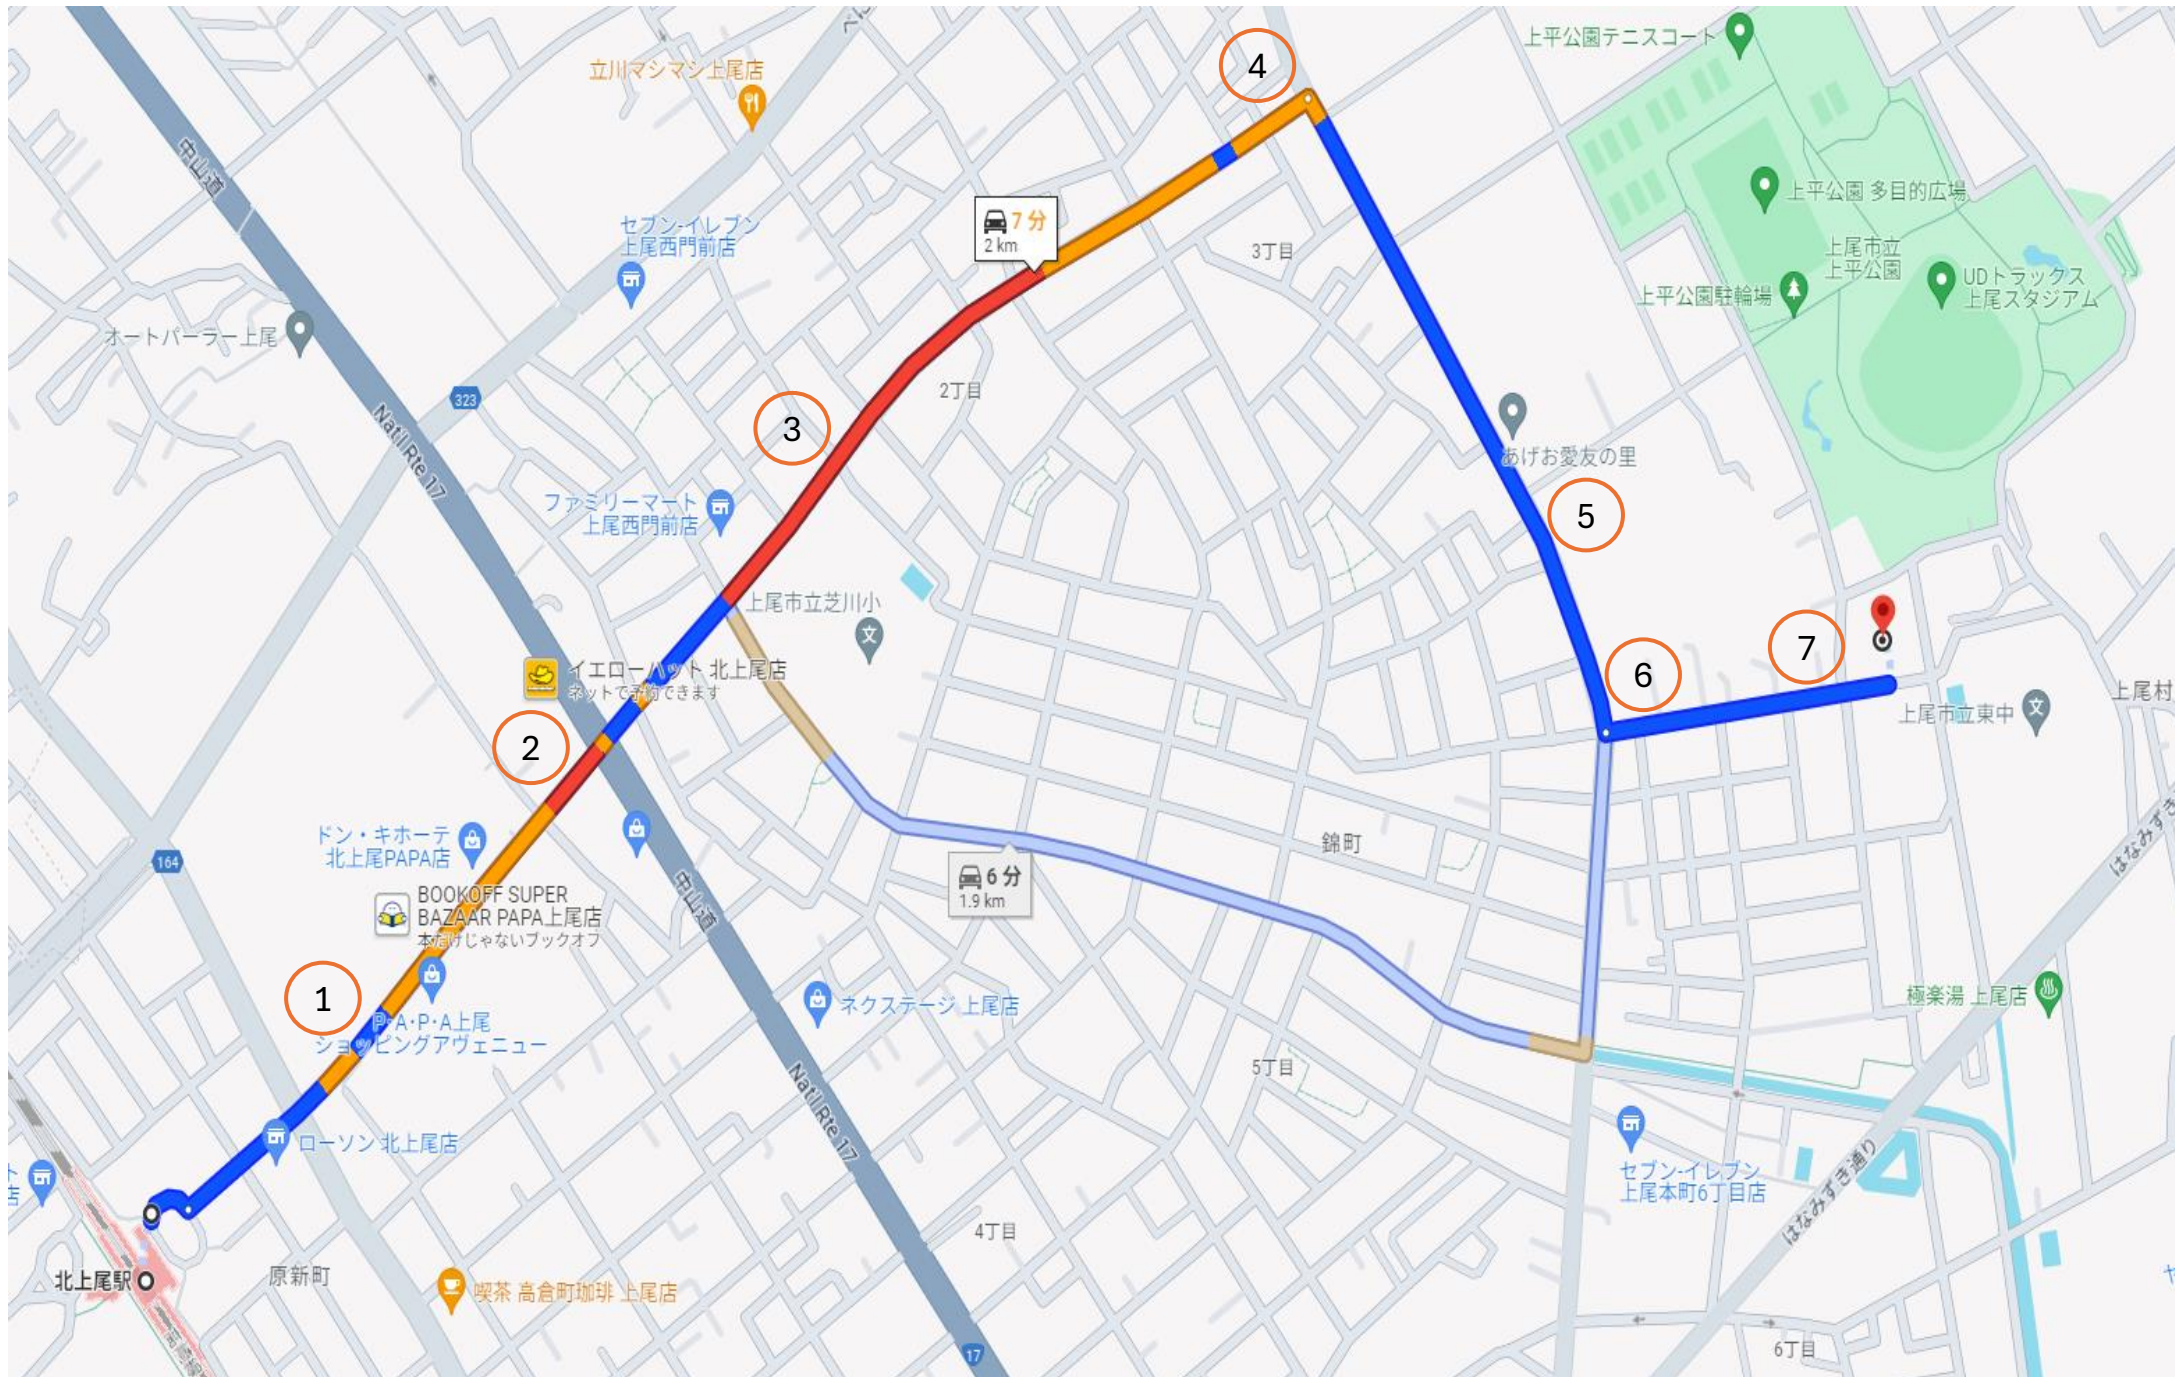 4
上平公園テニスコート
立川マシマシ上尾店
中山道
上平公園 多目的広場
7 分
2 km
セブン-イレブン
上尾西門前店
3丁目
上尾市立
上平公園
UDトラックス
上尾スタジアム
上平公園駐輪場
オートパーラー上尾
323
2丁目
3
Nat'l Rte 17
あげお愛友の里
ファミリーマート
上尾西門前店
5
上尾市立芝川小
7
6
イエローハット 北上尾店
ネットで予約できます
2
上尾村
上尾市立東中
ドン・キホーテ
北上尾PAPA店
164
錦町
はなみずき
6 分
1.9 km
BOOKOFF SUPER
BAZAAR PAPA上尾店
本だけじゃないブックオフ
中山道
1
P・A・P・A上尾
ショッピングアヴェニュー
ネクステージ 上尾店
極楽湯 上尾店
5丁目
Nat'l Rte 17
ローソン 北上尾店
セブン-イレブン
上尾本町6丁目店
はなみずき通り
ト
店
4丁目
北上尾駅
原新町
喫茶 高倉町珈琲 上尾店
17
6丁目